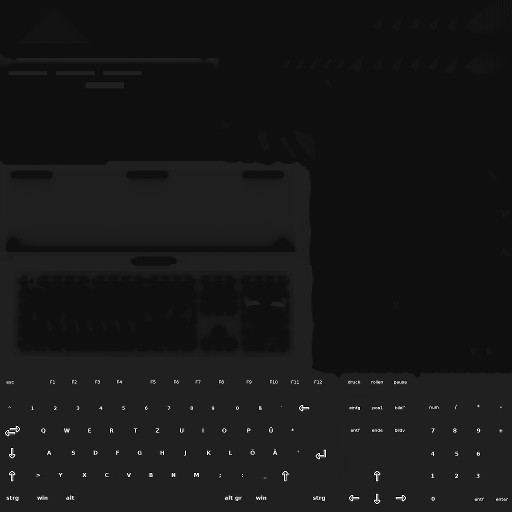 esc F1 F2 F3 F4 F5 F6 F7 F8 F9 F10 F11 F12 druck rollen pause
^ 1 2 3 4 5 6 7 8 9 0 ß ´ ⇐ einfg pos1 bild^ num / *
⇐ Q W E R T Z U I O P Ü * entf ende bildv 7 8 9 ±
⇓ A S D F G H J K L Ö Ä ' ↵ 4 5 6
⇑ > Y X C V B N M ; : _ ⇑ ⇑ 1 2 3
strg win alt alt gr win strg ⇐ ⇓ ⇒ 0 entf enter